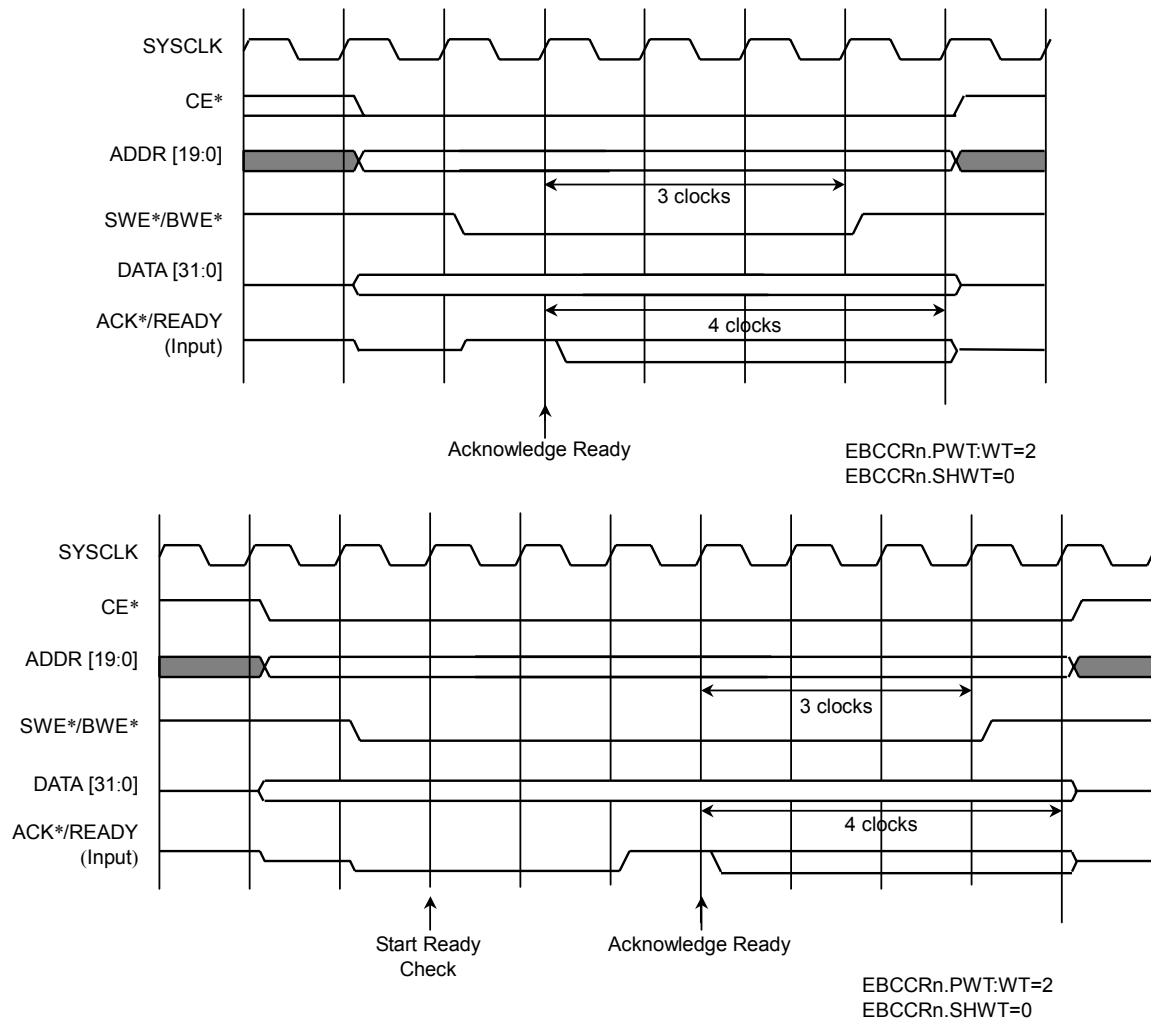 SYSCLK
CE*
ADDR [19:0]
3 clocks
SWE*/BWE*
DATA [31:0]
ACK*/READY
(Input)
4 clocks
Acknowledge Ready
EBCCRn.PWT:WT=2
EBCCRn.SHWT=0
SYSCLK
CE*
ADDR [19:0]
3 clocks
SWE*/BWE*
DATA [31:0]
ACK*/READY
(Input)
4 clocks
Start Ready
Check
Acknowledge Ready
EBCCRn.PWT:WT=2
EBCCRn.SHWT=0